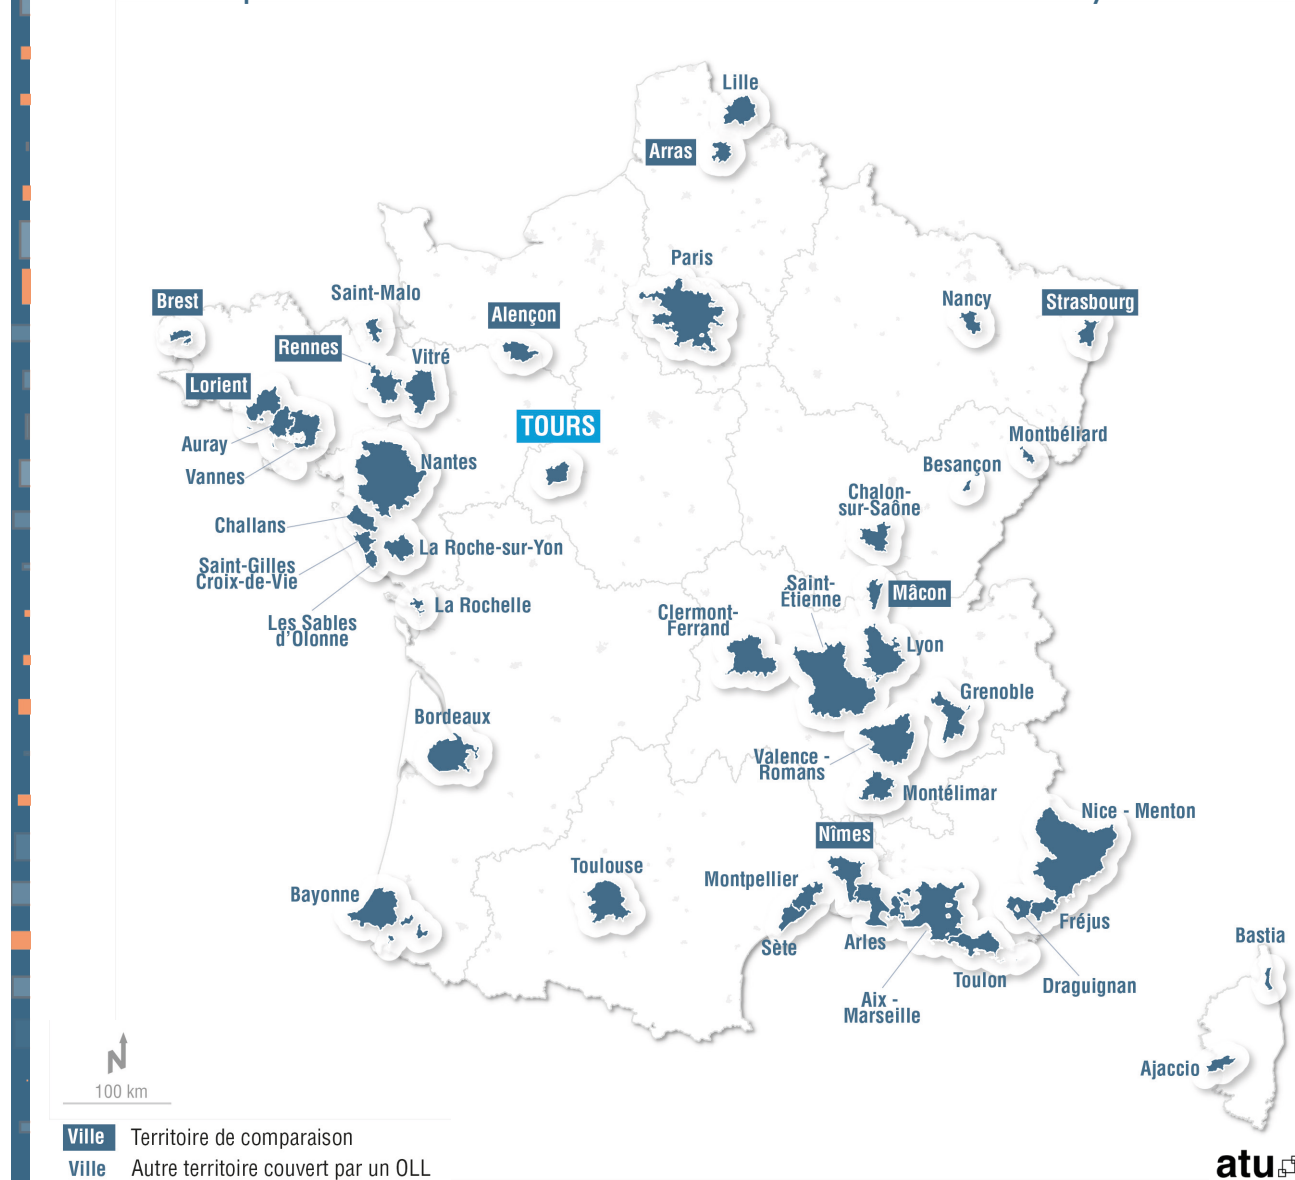 Lille
Arras
Paris
Saint-Malo
Brest
Alençon
Nancy
Strasbourg
Rennes
Vitré
Lorient
TOURS
Auray
Vannes
Nantes
Montbéliard
Besançon
Chalon-
sur-Saône
Challans
La Roche-sur-Yon
Saint-Gilles
Croix-de-Vie
Saint-
Étienne
Mâcon
La Rochelle
Les Sables
d'Olonne
Clermont-
Ferrand
Lyon
Grenoble
Bordeaux
Valence -
Romans
Montélimar
Nice - Menton
Nîmes
Toulouse
Montpellier
Bayonne
Fréjus
Sète
Arles
Bastia
Toulon
Draguignan
Aix -
Marseille
Ajaccio
N
100 km
Ville Territoire de comparaison
Ville Autre territoire couvert par un OLL
atu